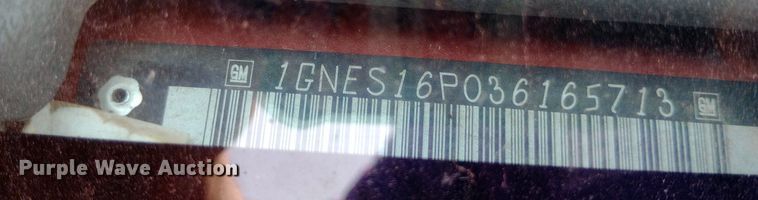 GM 1GNES16P036165713 GM
Purple Wave Auction